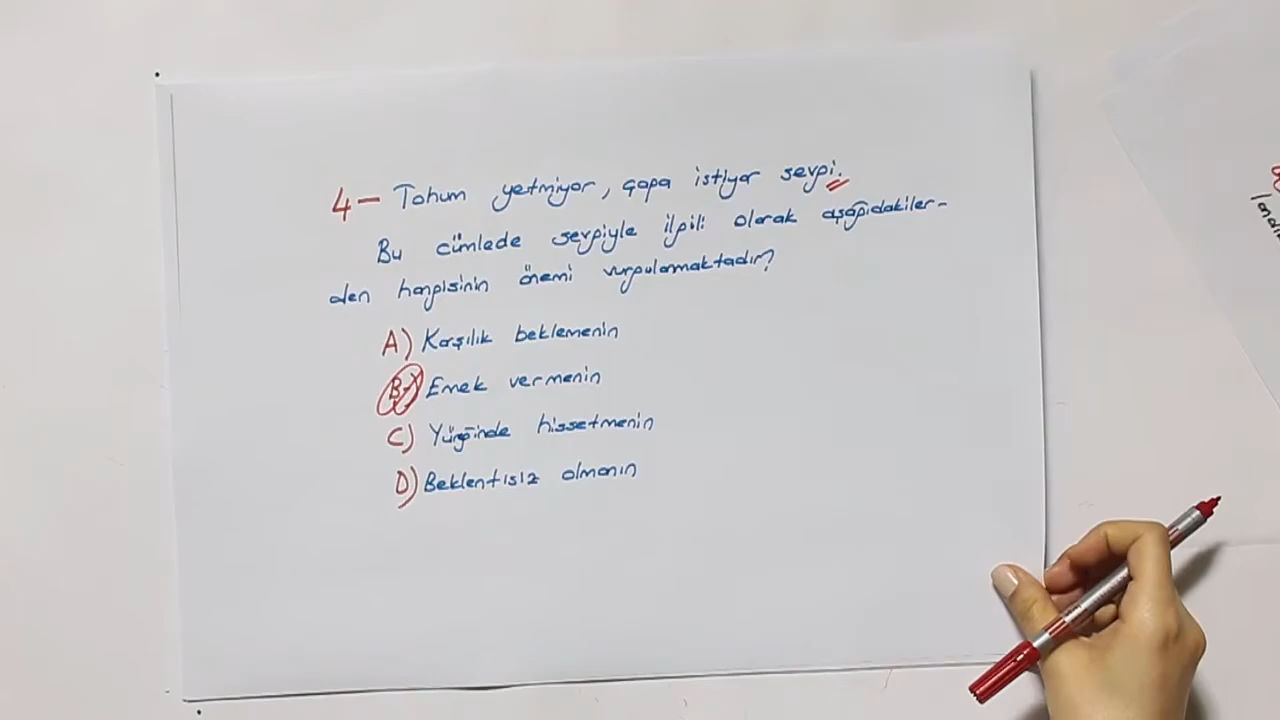 4- Tohum yetmiyor, çapa istiyor sevgi.
Bu cümlede sevgiyle ilgili olarak aşağıdakiler-
den hangisinin önemi vurgulanmaktadır?
A) Karşılık beklemenin
B) Emek vermenin
C) Yüreğinde hissetmenin
D) Beklentisiz olmanın